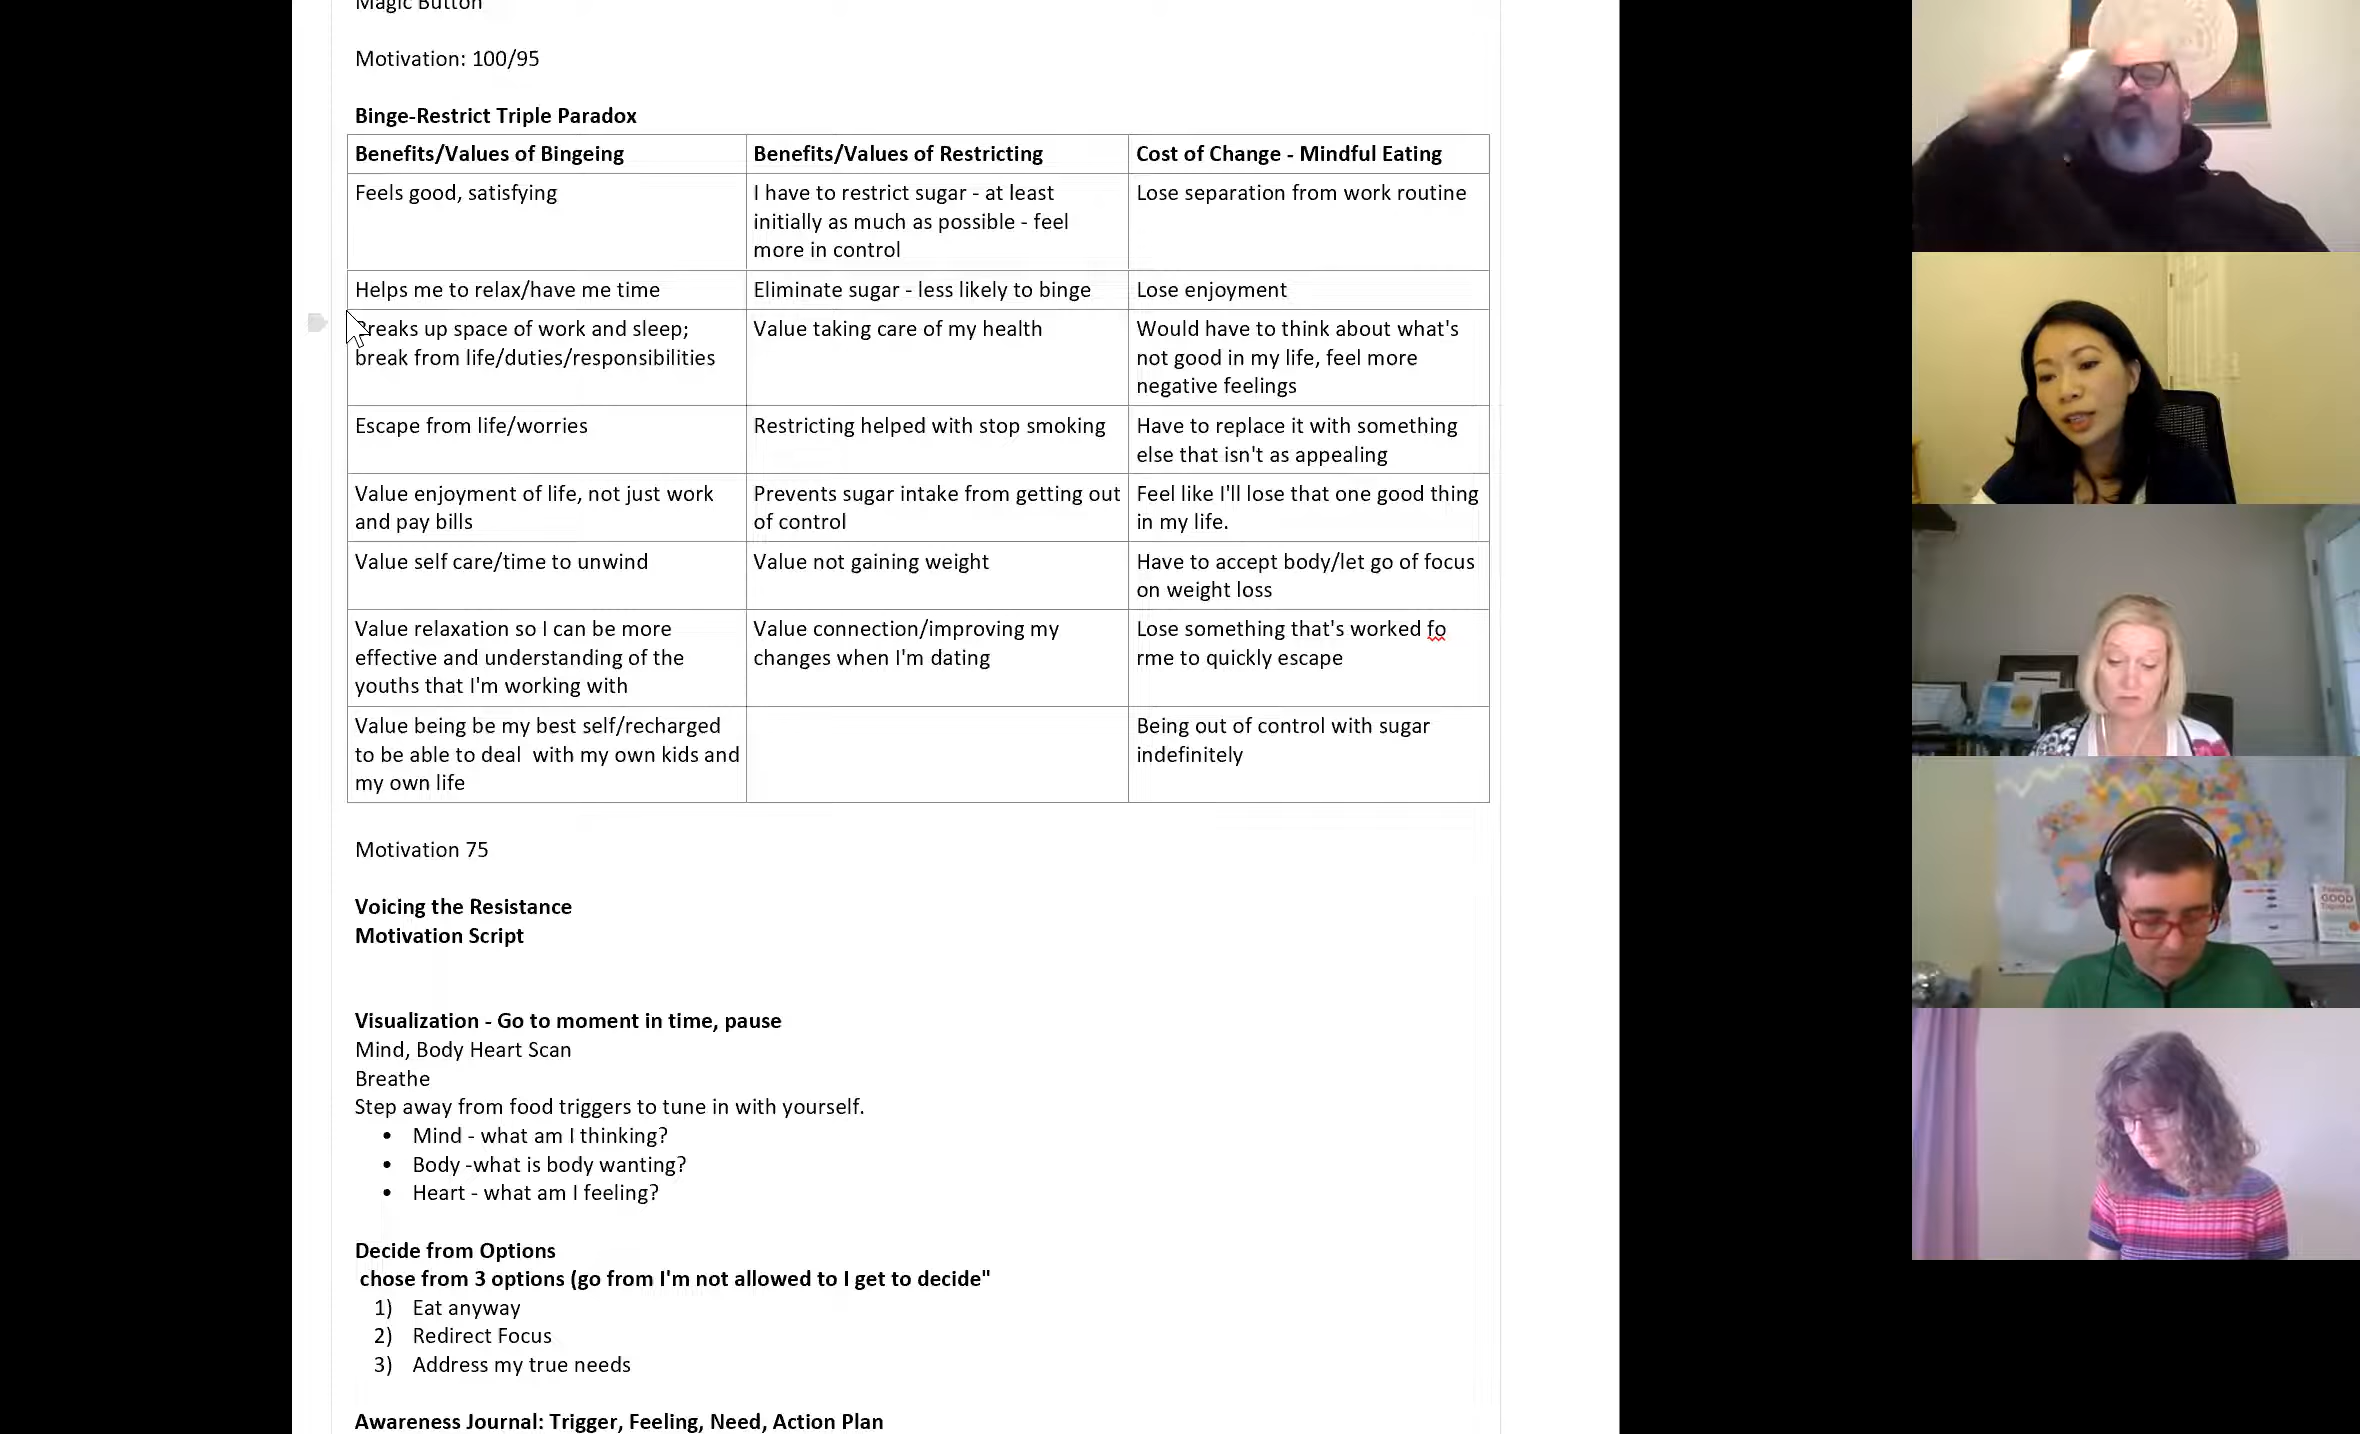 Magic Button
Motivation: 100/95
Binge-Restrict Triple Paradox
Benefits/Values of Bingeing
Benefits/Values of Restricting
Cost of Change - Mindful Eating
Feels good, satisfying
I have to restrict sugar - at least
initially as much as possible - feel
more in control
Lose separation from work routine
Helps me to relax/have me time
Eliminate sugar - less likely to binge
Lose enjoyment
Breaks up space of work and sleep;
break from life/duties/responsibilities
Value taking care of my health
Would have to think about what's
not good in my life, feel more
negative feelings
Escape from life/worries
Restricting helped with stop smoking
Have to replace it with something
else that isn't as appealing
Value enjoyment of life, not just work
and pay bills
Prevents sugar intake from getting out
of control
Feel like I'll lose that one good thing
in my life.
Value self care/time to unwind
Value not gaining weight
Have to accept body/let go of focus
on weight loss
Value relaxation so I can be more
effective and understanding of the
youths that I'm working with
Value connection/improving my
changes when I'm dating
Lose something that's worked fo
rme to quickly escape
Value being be my best self/recharged
to be able to deal  with my own kids and
my own life
Being out of control with sugar
indefinitely
Motivation 75
Voicing the Resistance
Motivation Script
Visualization - Go to moment in time, pause
Mind, Body Heart Scan
Breathe
Step away from food triggers to tune in with yourself.
• Mind - what am I thinking?
• Body -what is body wanting?
• Heart - what am I feeling?
Decide from Options
chose from 3 options (go from I'm not allowed to I get to decide"
1) Eat anyway
2) Redirect Focus
3) Address my true needs
Awareness Journal: Trigger, Feeling, Need, Action Plan
GOOD